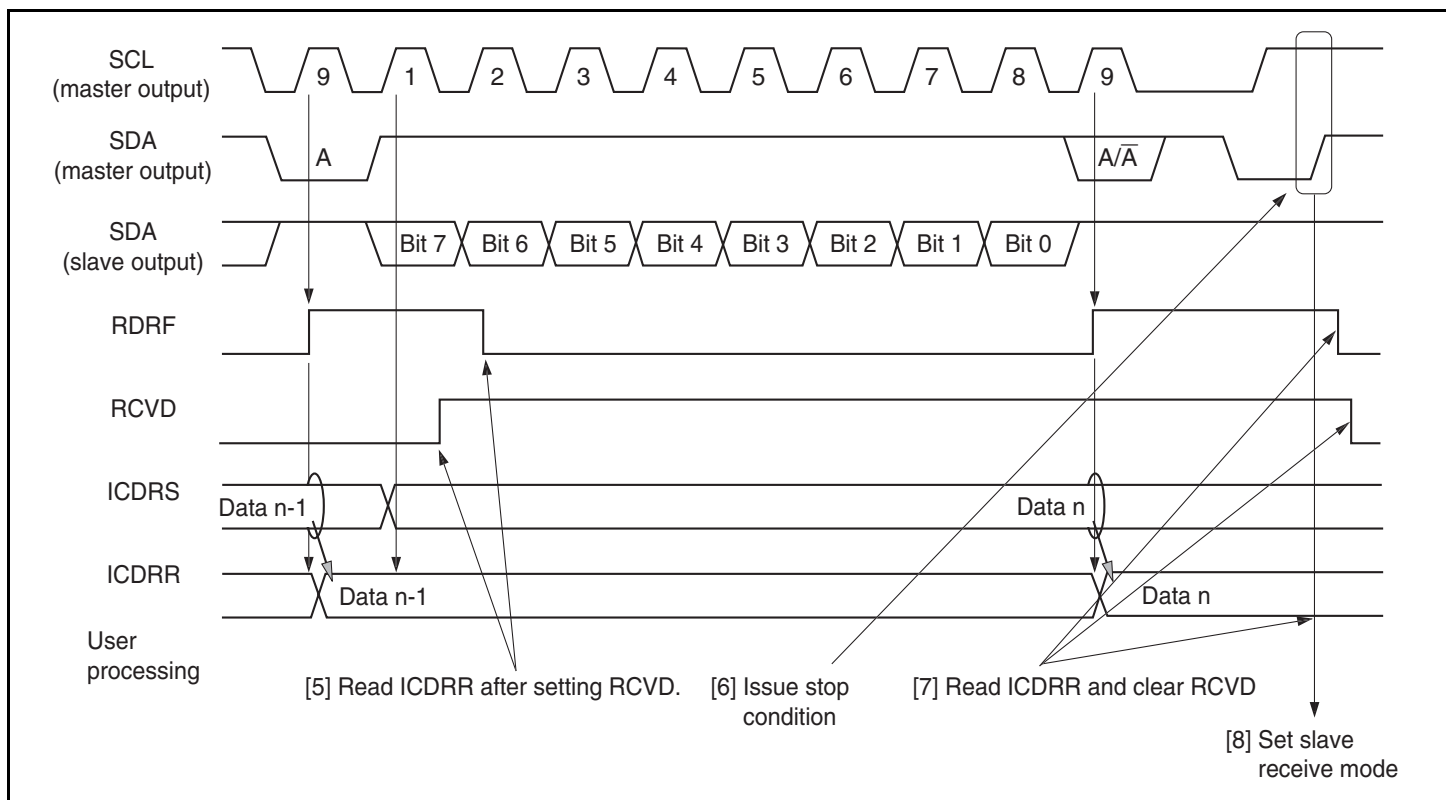 SCL
(master output)
9 1 2 3 4 5 6 7 8 9
SDA
(master output)
A A/A̅
SDA
(slave output)
Bit 7 Bit 6 Bit 5 Bit 4 Bit 3 Bit 2 Bit 1 Bit 0
RDRF
RCVD
ICDRS
Data n-1 Data n
ICDRR
Data n-1 Data n
User
processing
[5] Read ICDRR after setting RCVD.
[6] Issue stop
condition
[7] Read ICDRR and clear RCVD
[8] Set slave
receive mode